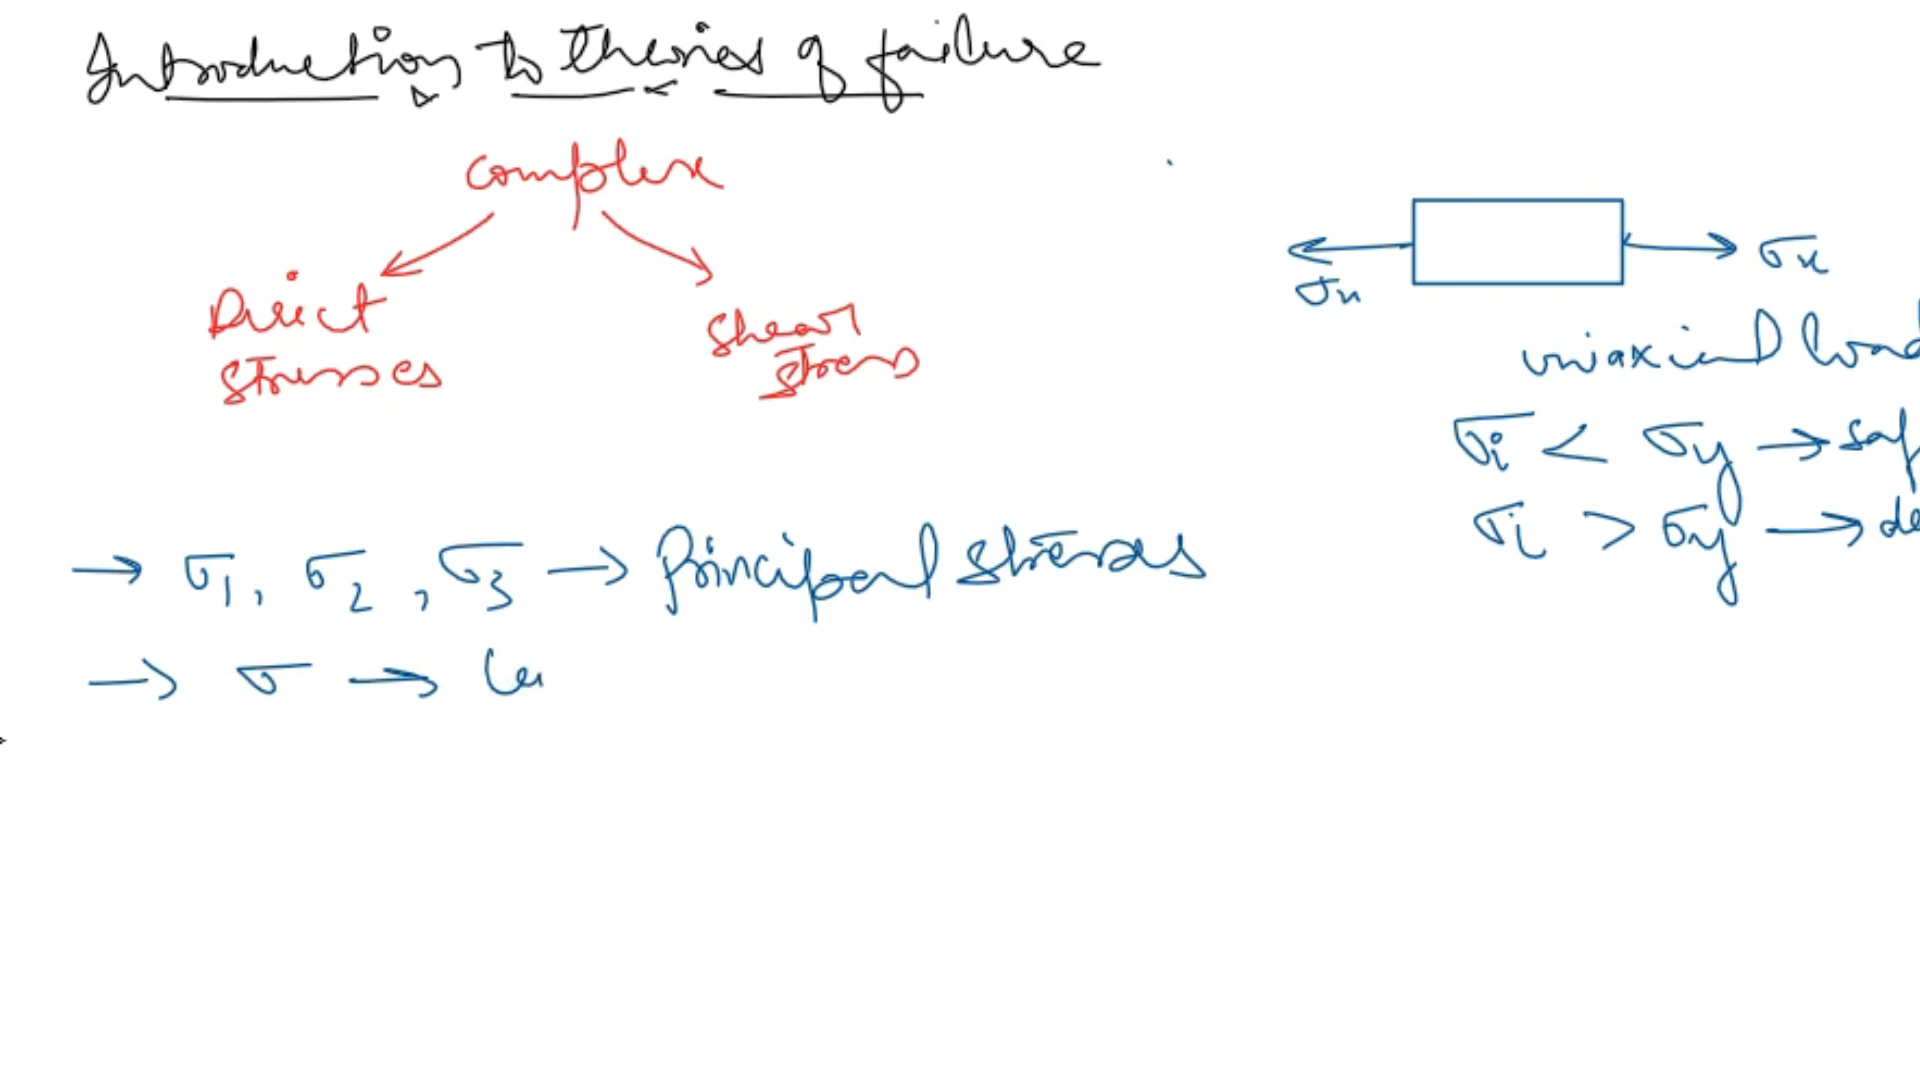 Introduction to theories of failure
complex
Direct stresses
Shear stress
σx
σx
uniaxial load
σi < σy → saf
σi > σy → de
→ σ1, σ2, σ3 → Principal stresses
→ σ →